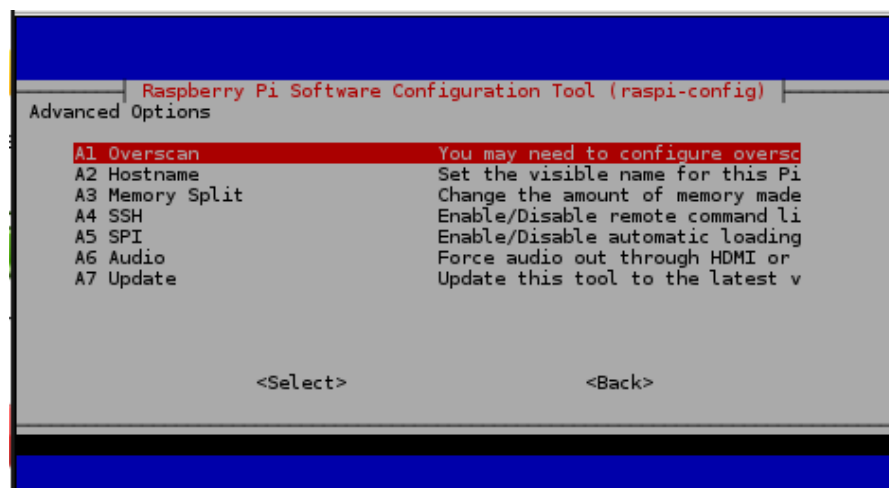 Raspberry Pi Software Configuration Tool (raspi-config)
Advanced Options
A1 Overscan You may need to configure oversc
A2 Hostname Set the visible name for this Pi
A3 Memory Split Change the amount of memory made
A4 SSH Enable/Disable remote command li
A5 SPI Enable/Disable automatic loading
A6 Audio Force audio out through HDMI or
A7 Update Update this tool to the latest v
<Select> <Back>